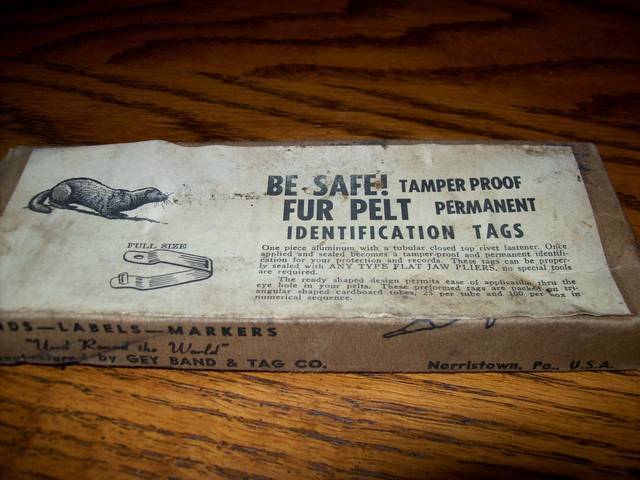 BE SAFE! TAMPER PROOF
FUR PELT PERMANENT
IDENTIFICATION TAGS
FULL SIZE
One piece aluminum with a tubular closed top rivet fastener. Once
applied and sealed becomes a tamper-proof and permanent identifi-
cation for your protection and records. These tags can be proper-
ly sealed with ANY TYPE FLAT JAW PLIERS, no special tools
are required.
The ready shaped design permits ease of application thru the
eye hole in your pelts. These preformed tags are packed on tri-
angular shaped cardboard tubes, 25 per tube and 100 per box in
numerical sequence.
NDS—LABELS—MARKERS
"Used Round the World"
by GEY BAND & TAG CO. Norristown, Pa., U.S.A.